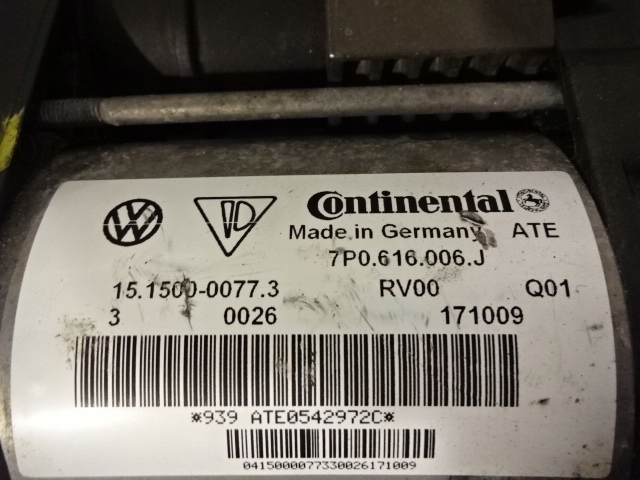 Continental
Made in Germany ATE
7P0.616.006.J
15.1500-0077.3 RV00 Q01
3 0026 171009
*939 ATE0542972C*
0415000077330026171009